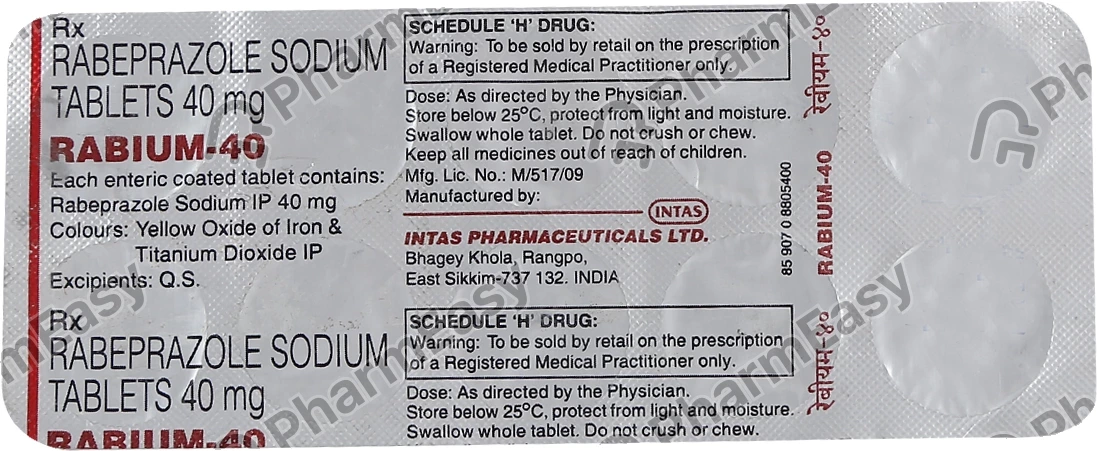 Rx
RABEPRAZOLE SODIUM
TABLETS 40 mg
RABIUM-40
Each enteric coated tablet contains:
Rabeprazole Sodium IP 40 mg
Colours: Yellow Oxide of Iron &
Titanium Dioxide IP
Excipients: Q.S.
SCHEDULE 'H' DRUG:
Warning: To be sold by retail on the prescription
of a Registered Medical Practitioner only.
Dose: As directed by the Physician.
Store below 25°C, protect from light and moisture.
Swallow whole tablet. Do not crush or chew.
Keep all medicines out of reach of children.
Mfg. Lic. No.: M/517/09
Manufactured by:
INTAS
INTAS PHARMACEUTICALS LTD.
Bhagey Khola, Rangpo,
East Sikkim-737 132. INDIA
Rx
RABEPRAZOLE SODIUM
TABLETS 40 mg
RABIUM-40
SCHEDULE 'H' DRUG:
Warning: To be sold by retail on the prescription
of a Registered Medical Practitioner only.
Dose: As directed by the Physician.
Store below 25°C, protect from light and moisture.
Swallow whole tablet. Do not crush or chew.
85 907 0 8805400
रेबीयम-४०
RABIUM-40
रेबीयम-४०
PharmEasy
PharmEasy